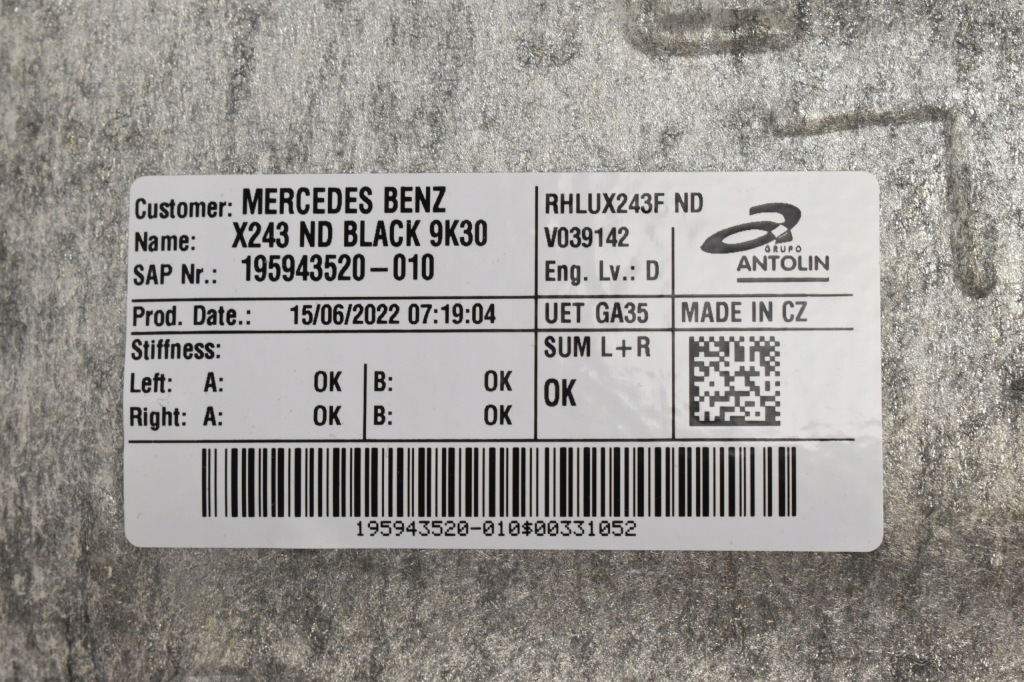 Customer: MERCEDES BENZ
Name: X243 ND BLACK 9K30
SAP Nr.: 195943520-010
RHLUX243F ND
V039142
Eng. Lv.: D
GRUPO
ANTOLIN
Prod. Date.: 15/06/2022 07:19:04
UET GA35
MADE IN CZ
Stiffness:
Left: A: OK B: OK
Right: A: OK B: OK
SUM L+R
OK
195943520-010$00331052